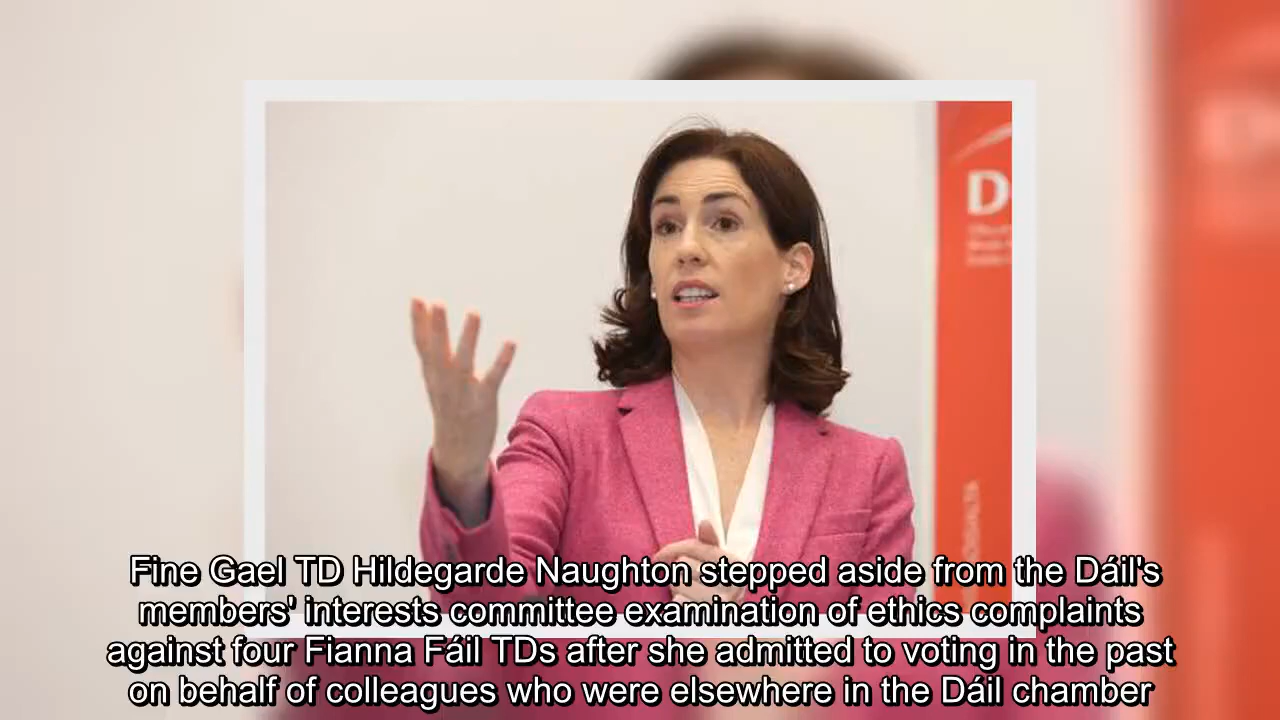 D
Fine Gael TD Hildegarde Naughton stepped aside from the Dáil's
members' interests committee examination of ethics complaints
against four Fianna Fáil TDs after she admitted to voting in the past
on behalf of colleagues who were elsewhere in the Dáil chamber